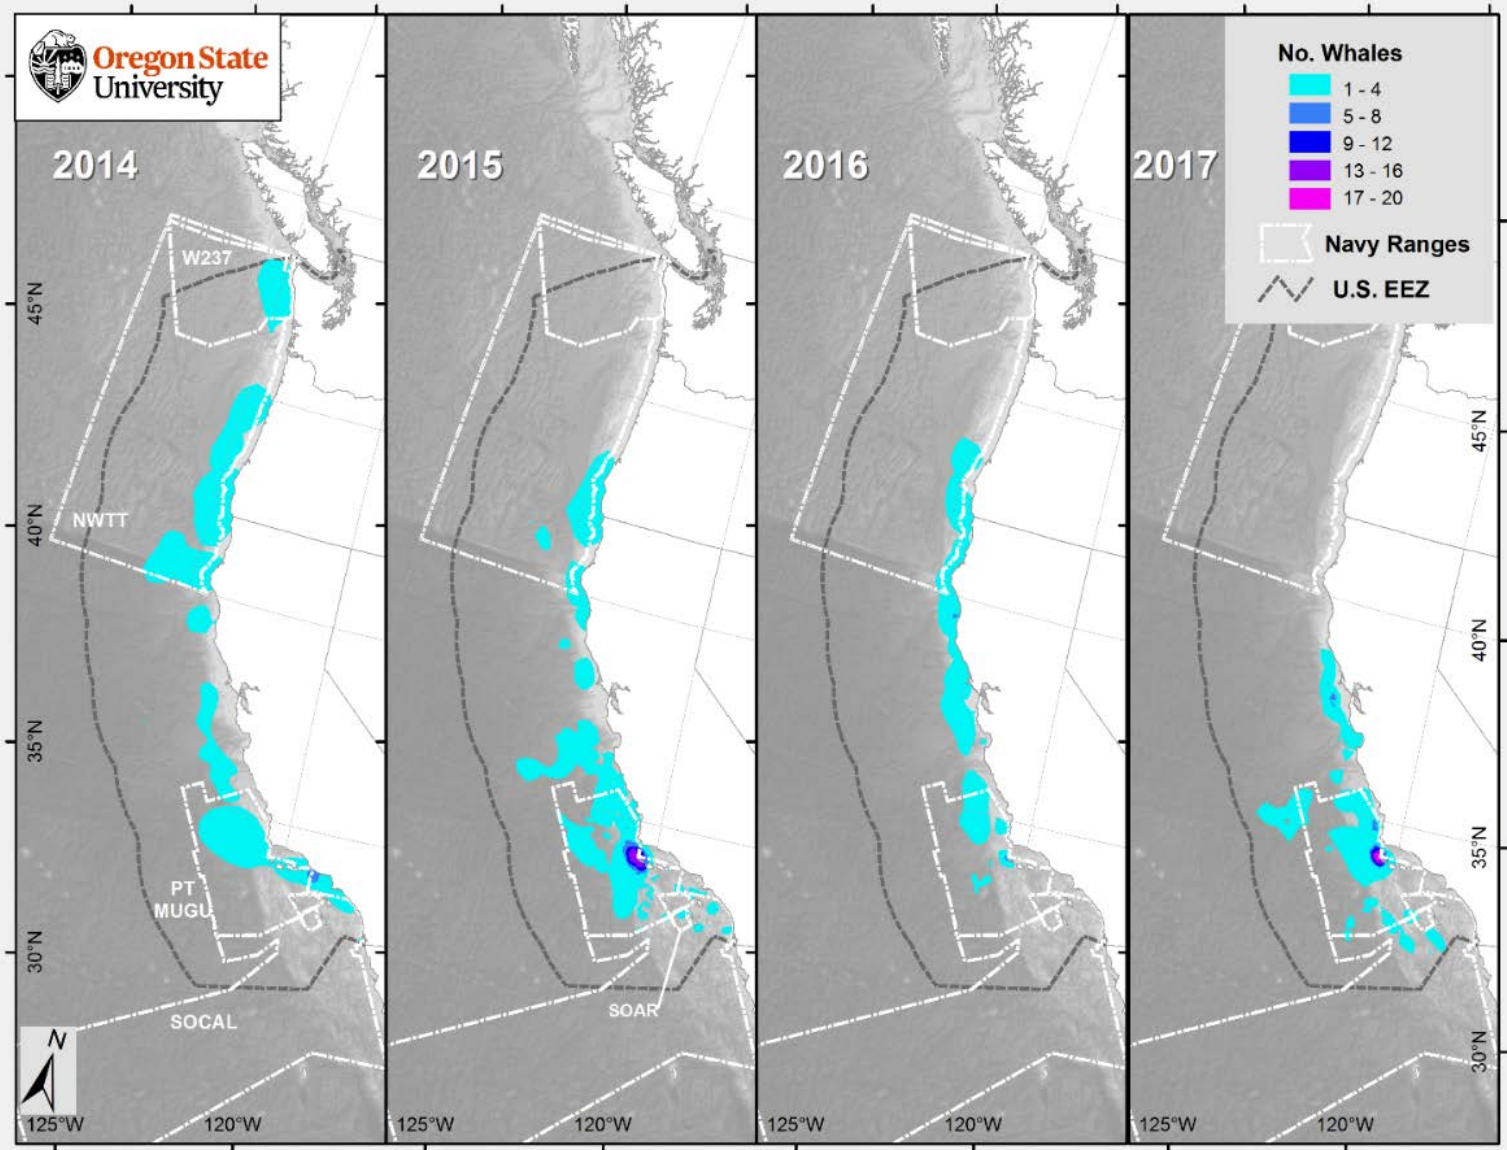 Oregon State
University
No. Whales
1 - 4
5 - 8
9 - 12
13 - 16
17 - 20
Navy Ranges
U.S. EEZ
2014
2015
2016
2017
W237
NWTT
PT
MUGU
SOCAL
SOAR
N
45°N
40°N
35°N
30°N
45°N
40°N
35°N
30°N
125°W
120°W
125°W
120°W
125°W
120°W
125°W
120°W